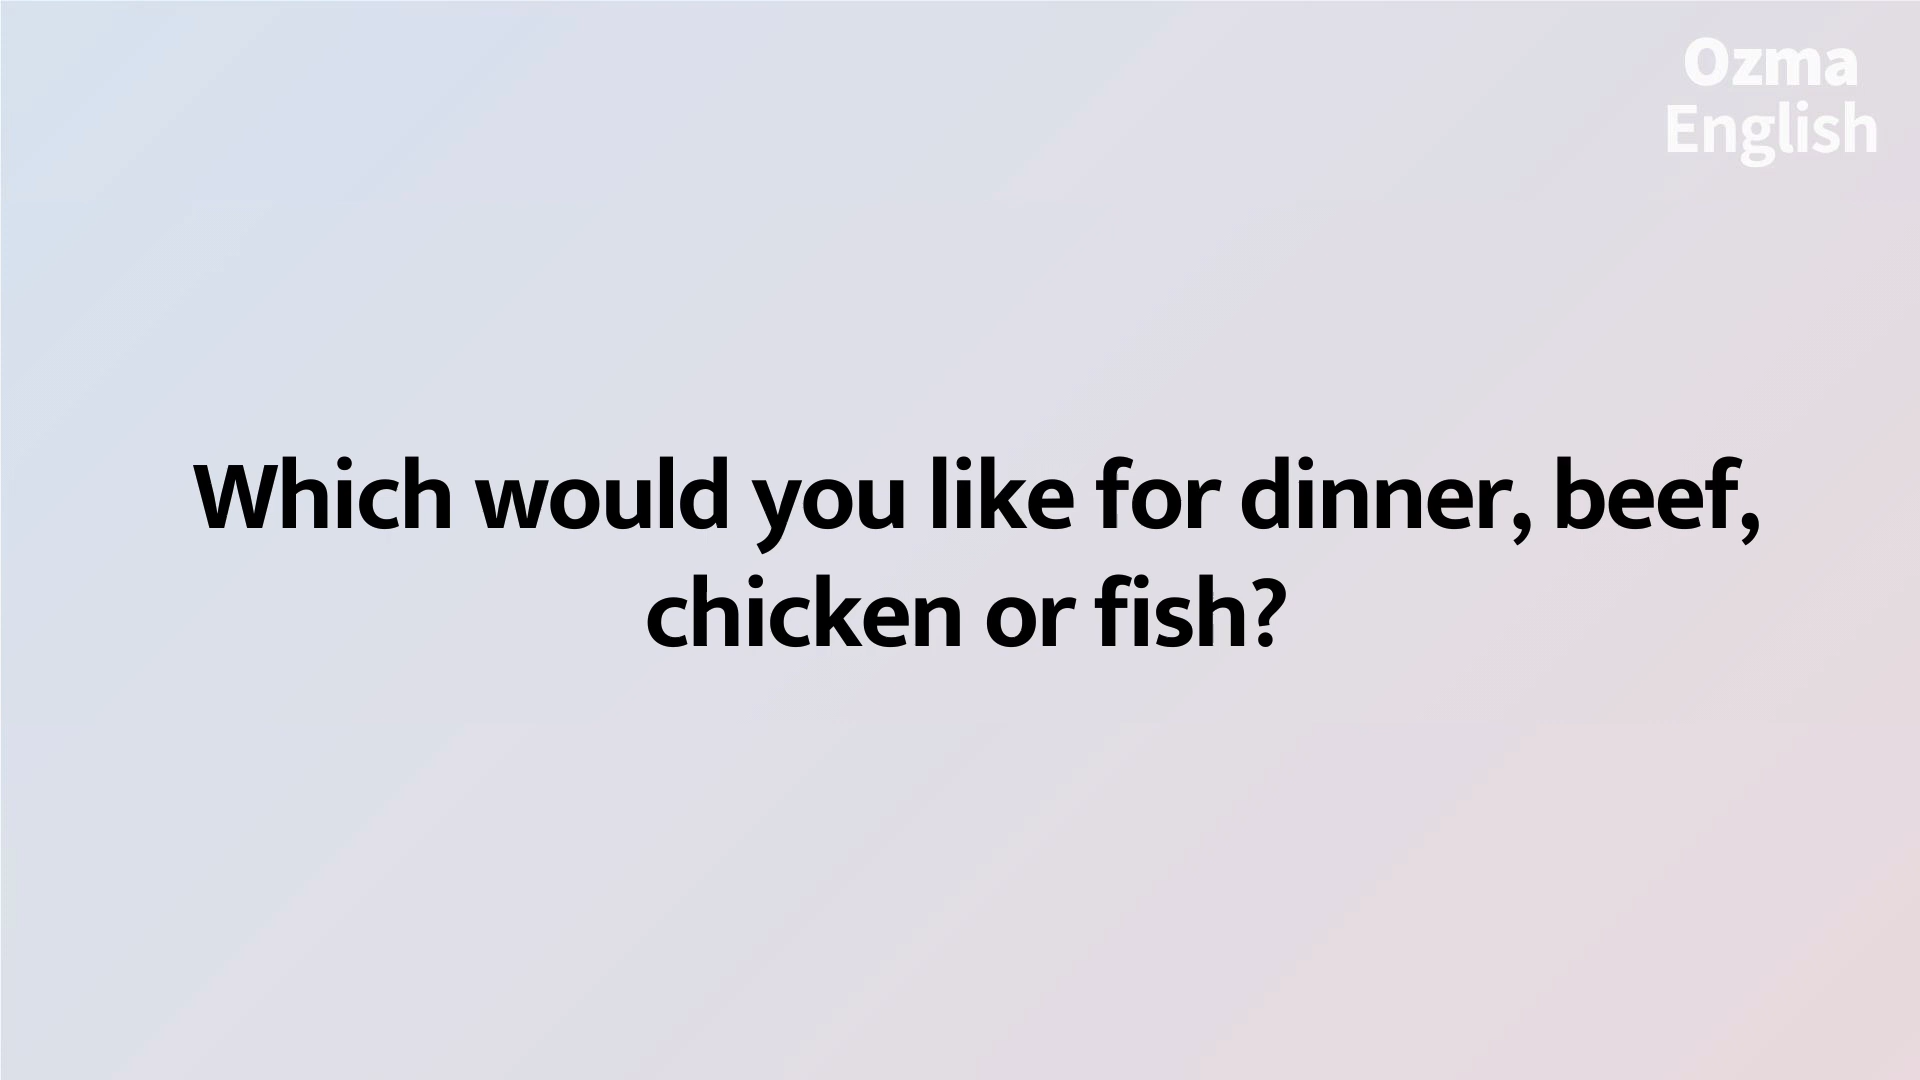 Ozma
English
Which would you like for dinner, beef,
chicken or fish?